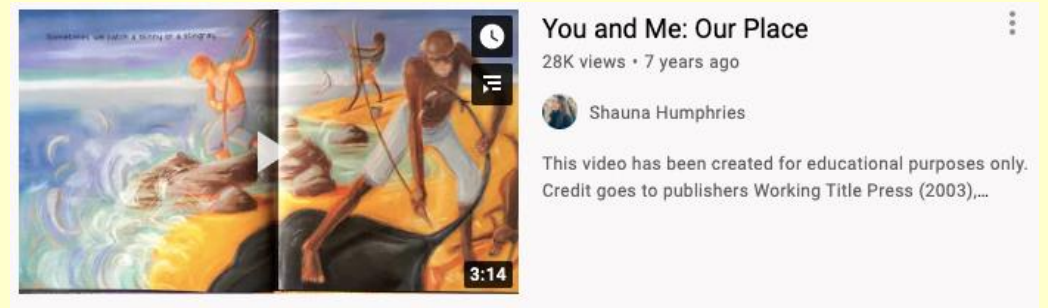 Sometimes we catch a skinny or a stingray.
3:14
You and Me: Our Place
28K views • 7 years ago
Shauna Humphries
This video has been created for educational purposes only.
Credit goes to publishers Working Title Press (2003),...